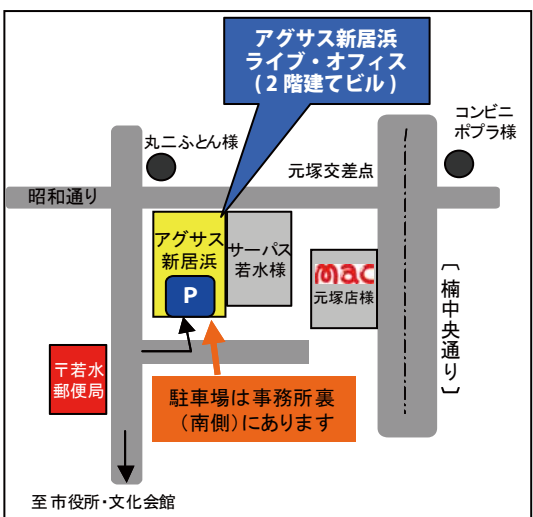 アグサス新居浜
ライブ・オフィス
(2階建てビル)
コンビニ
ポプラ様
丸二ふとん様
元塚交差点
昭和通り
アグサス
新居浜
P
サーパス
若水様
mac
元塚店様
〔楠中央通り〕
〒若水
郵便局
駐車場は事務所裏
(南側)にあります
至市役所・文化会館